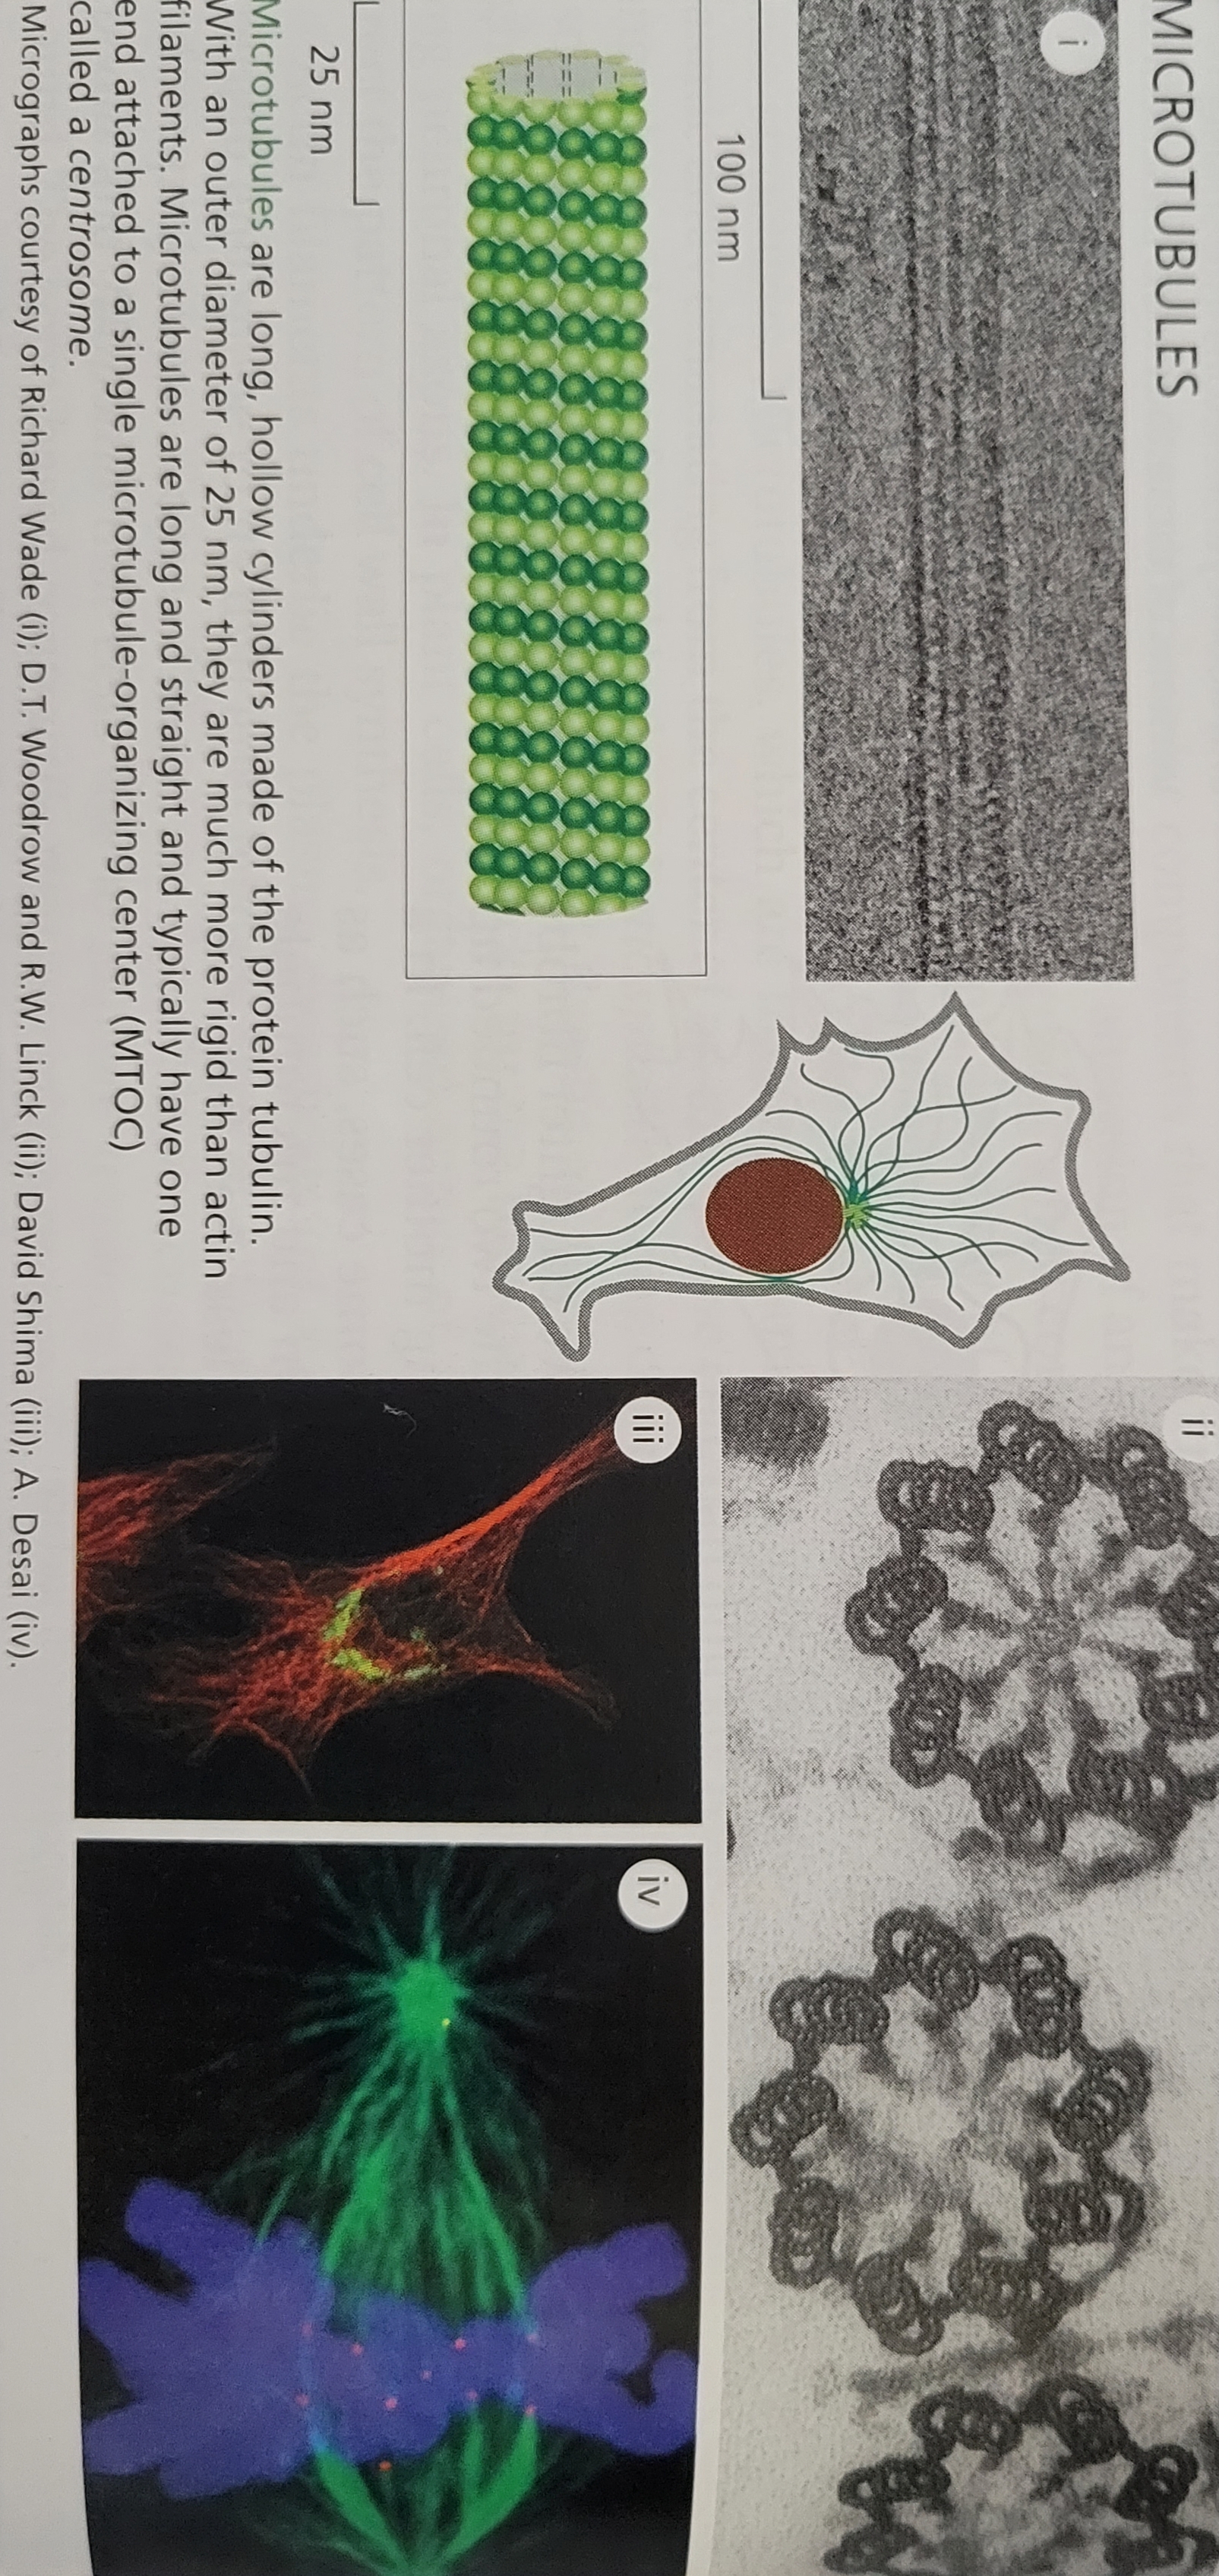 MICROTUBULES
i
ii
100 nm
iii
iv
25 nm
Microtubules are long, hollow cylinders made of the protein tubulin.
With an outer diameter of 25 nm, they are much more rigid than actin
filaments. Microtubules are long and straight and typically have one
end attached to a single microtubule-organizing center (MTOC)
called a centrosome.
Micrographs courtesy of Richard Wade (i); D.T. Woodrow and R.W. Linck (ii); David Shima (iii); A. Desai (iv).